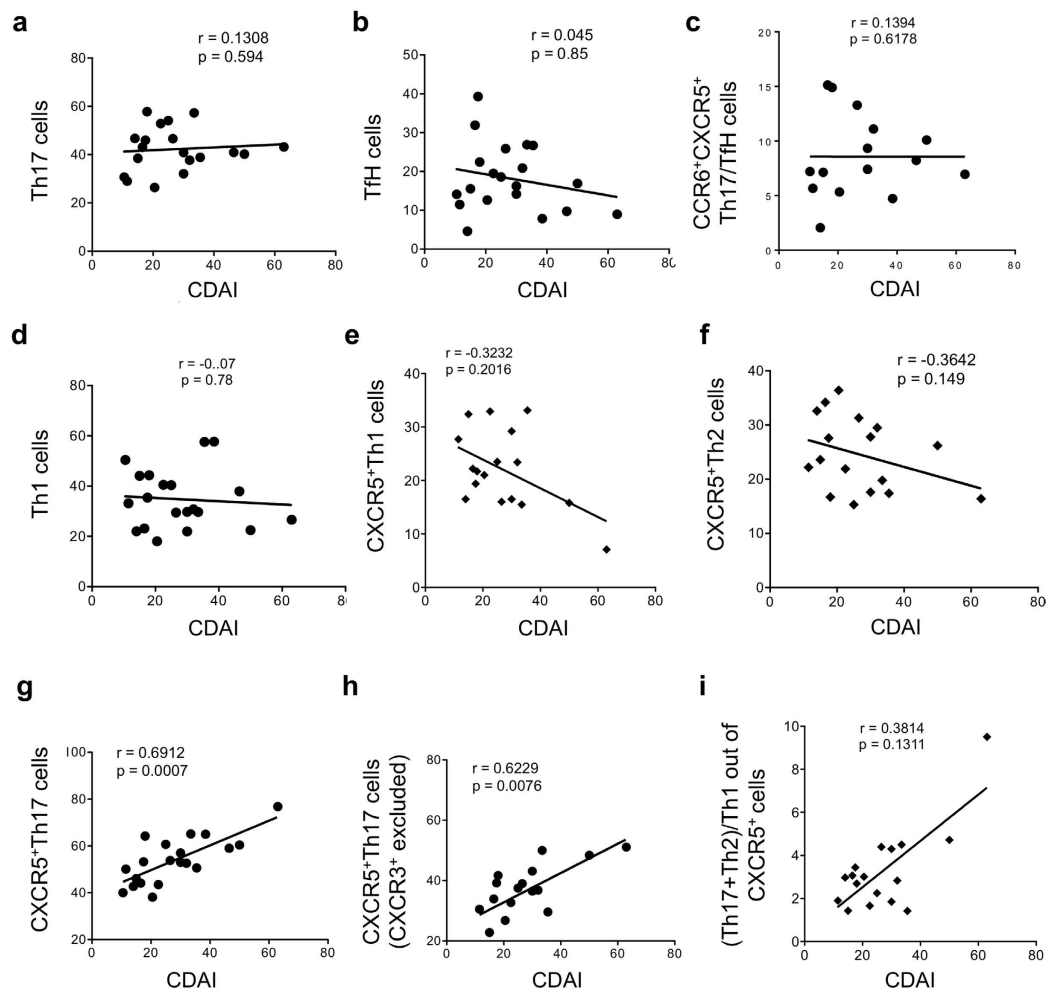 a
r = 0.1308
p = 0.594
Th17 cells
80
60
40
20
0
0 20 40 60 80
CDAI
b
r = 0.045
p = 0.85
TfH cells
50
40
30
20
10
0
0 20 40 60 80
CDAI
c
r = 0.1394
p = 0.6178
CCR6+CXCR5+
Th17/TfH cells
20
15
10
5
0
0 20 40 60 80
CDAI
d
r = -0..07
p = 0.78
Th1 cells
80
60
40
20
0
0 20 40 60 8
CDAI
e
r = -0.3232
p = 0.2016
CXCR5+Th1 cells
40
30
20
10
0
0 20 40 60 80
CDAI
f
r = -0.3642
p = 0.149
CXCR5+Th2 cells
40
30
20
10
0
0 20 40 60 80
CDAI
g
r = 0.6912
p = 0.0007
CXCR5+Th17 cells
100
80
60
40
20
0 20 40 60 80
CDAI
h
r = 0.6229
p = 0.0076
CXCR5+Th17 cells
(CXCR3+ excluded)
80
60
40
20
0 20 40 60 80
CDAI
i
r = 0.3814
p = 0.1311
(Th17+Th2)/Th1 out of
CXCR5+ cells
10
8
6
4
2
0
0 20 40 60 80
CDAI